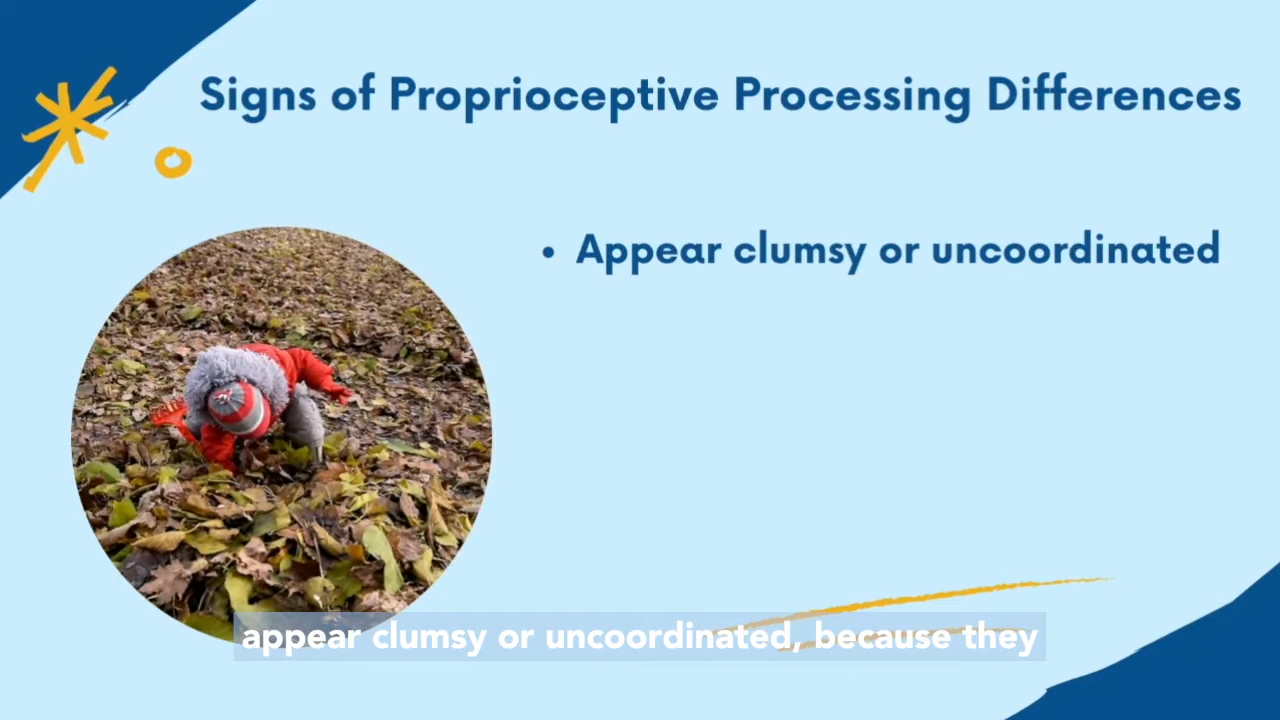 Signs of Proprioceptive Processing Differences
• Appear clumsy or uncoordinated
appear clumsy or uncoordinated, because they